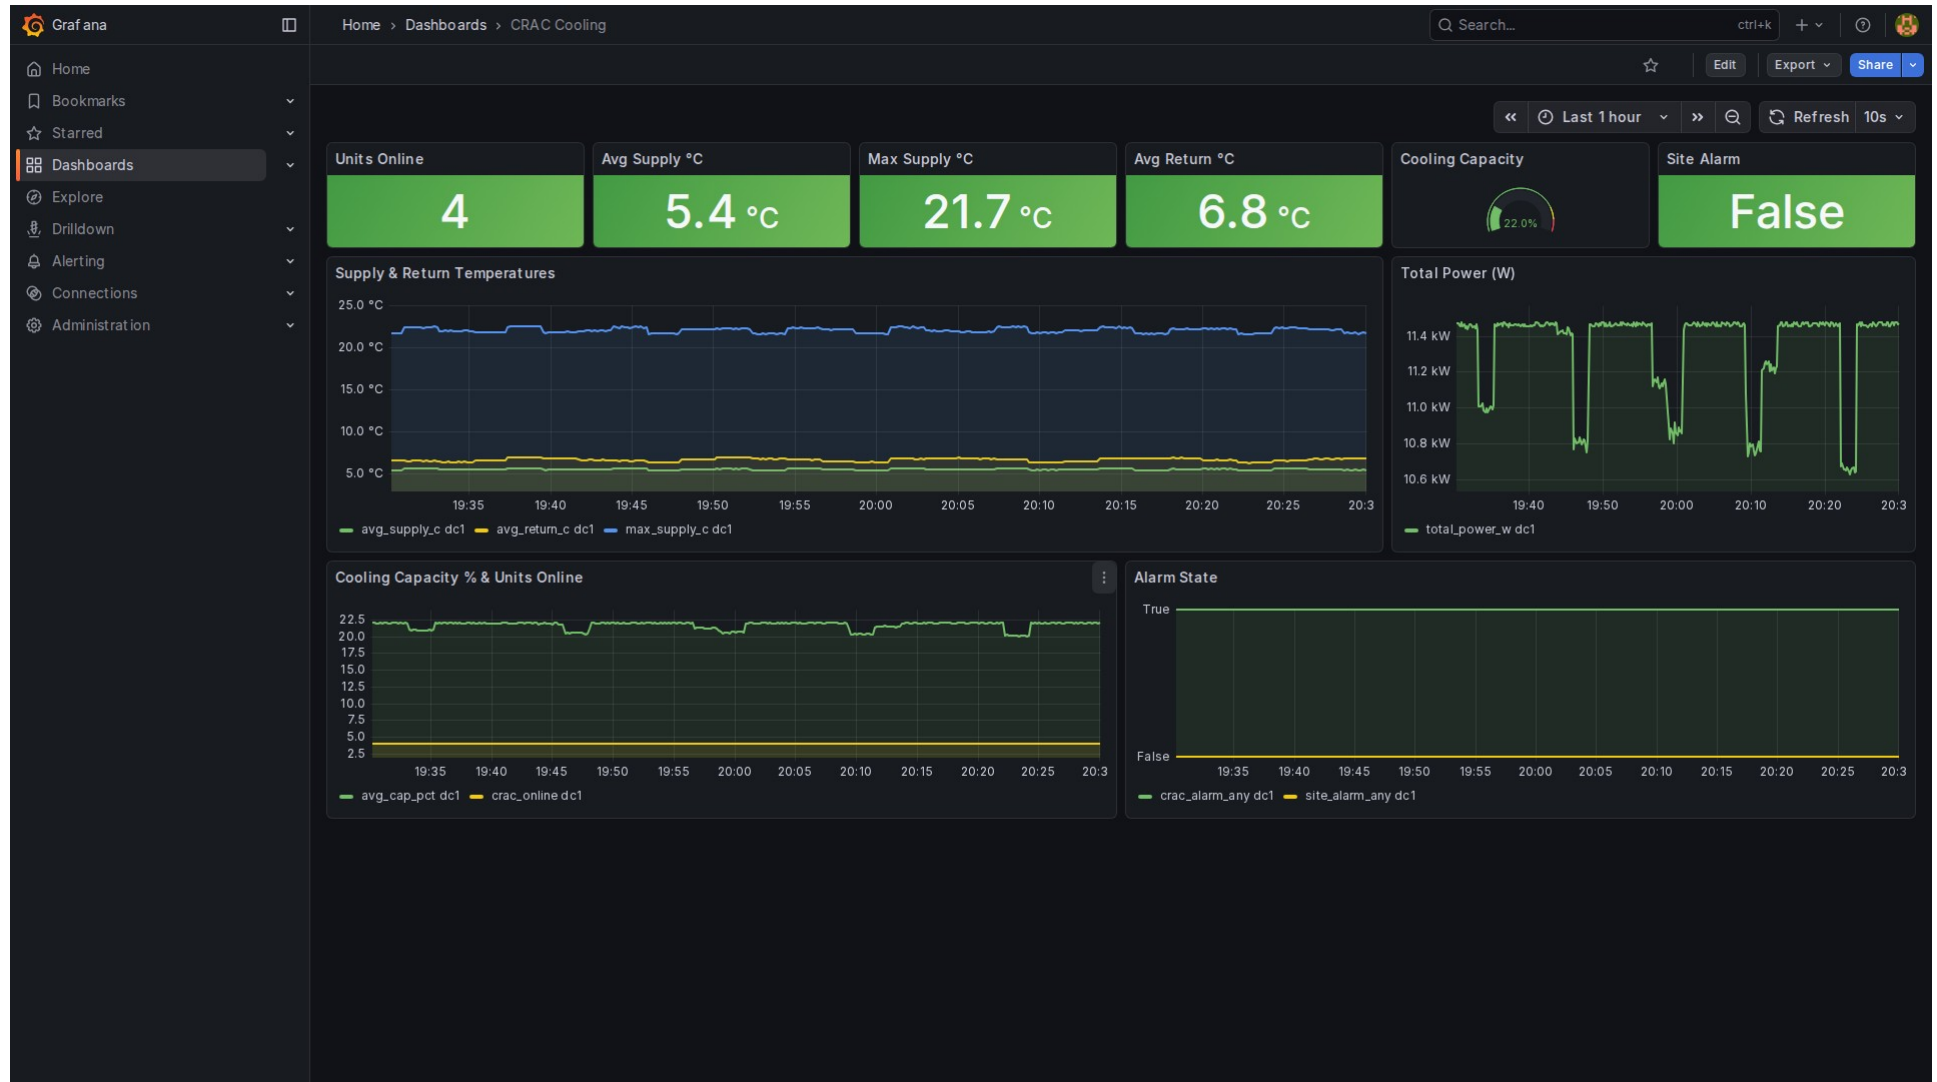 Grafana
Home › Dashboards › CRAC Cooling
Search...
ctrl+k
Home
Bookmarks
Starred
Dashboards
Explore
Drilldown
Alerting
Connections
Administration
Edit
Export
Share
Last 1 hour
Refresh
10s
Units Online
4
Avg Supply °C
5.4 °C
Max Supply °C
21.7 °C
Avg Return °C
6.8 °C
Cooling Capacity
22.0%
Site Alarm
False
Supply & Return Temperatures
25.0 °C
20.0 °C
15.0 °C
10.0 °C
5.0 °C
19:35 19:40 19:45 19:50 19:55 20:00 20:05 20:10 20:15 20:20 20:25 20:3
avg_supply_c dc1 avg_return_c dc1 max_supply_c dc1
Total Power (W)
11.4 kW
11.2 kW
11.0 kW
10.8 kW
10.6 kW
19:40 19:50 20:00 20:10 20:20 20:3
total_power_w dc1
Cooling Capacity % & Units Online
22.5
20.0
17.5
15.0
12.5
10.0
7.5
5.0
2.5
19:35 19:40 19:45 19:50 19:55 20:00 20:05 20:10 20:15 20:20 20:25 20:3
avg_cap_pct dc1 crac_online dc1
Alarm State
True
False
19:35 19:40 19:45 19:50 19:55 20:00 20:05 20:10 20:15 20:20 20:25 20:3
crac_alarm_any dc1 site_alarm_any dc1